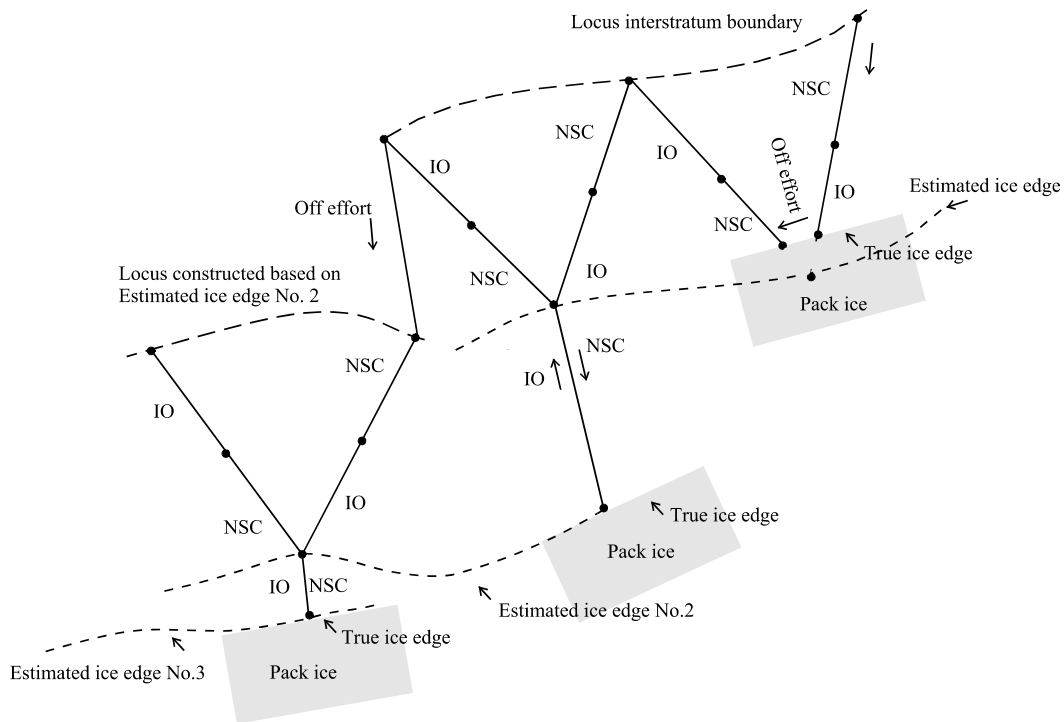 Locus interstratum boundary
NSC
NSC
IO
IO
Off effort
NSC
IO
Estimated ice edge
Off effort
NSC
True ice edge
Locus constructed based on
Estimated ice edge No. 2
NSC
IO
Pack ice
NSC
NSC
IO
IO
IO
True ice edge
NSC
Pack ice
IO
NSC
Estimated ice edge No.2
True ice edge
Estimated ice edge No.3
Pack ice